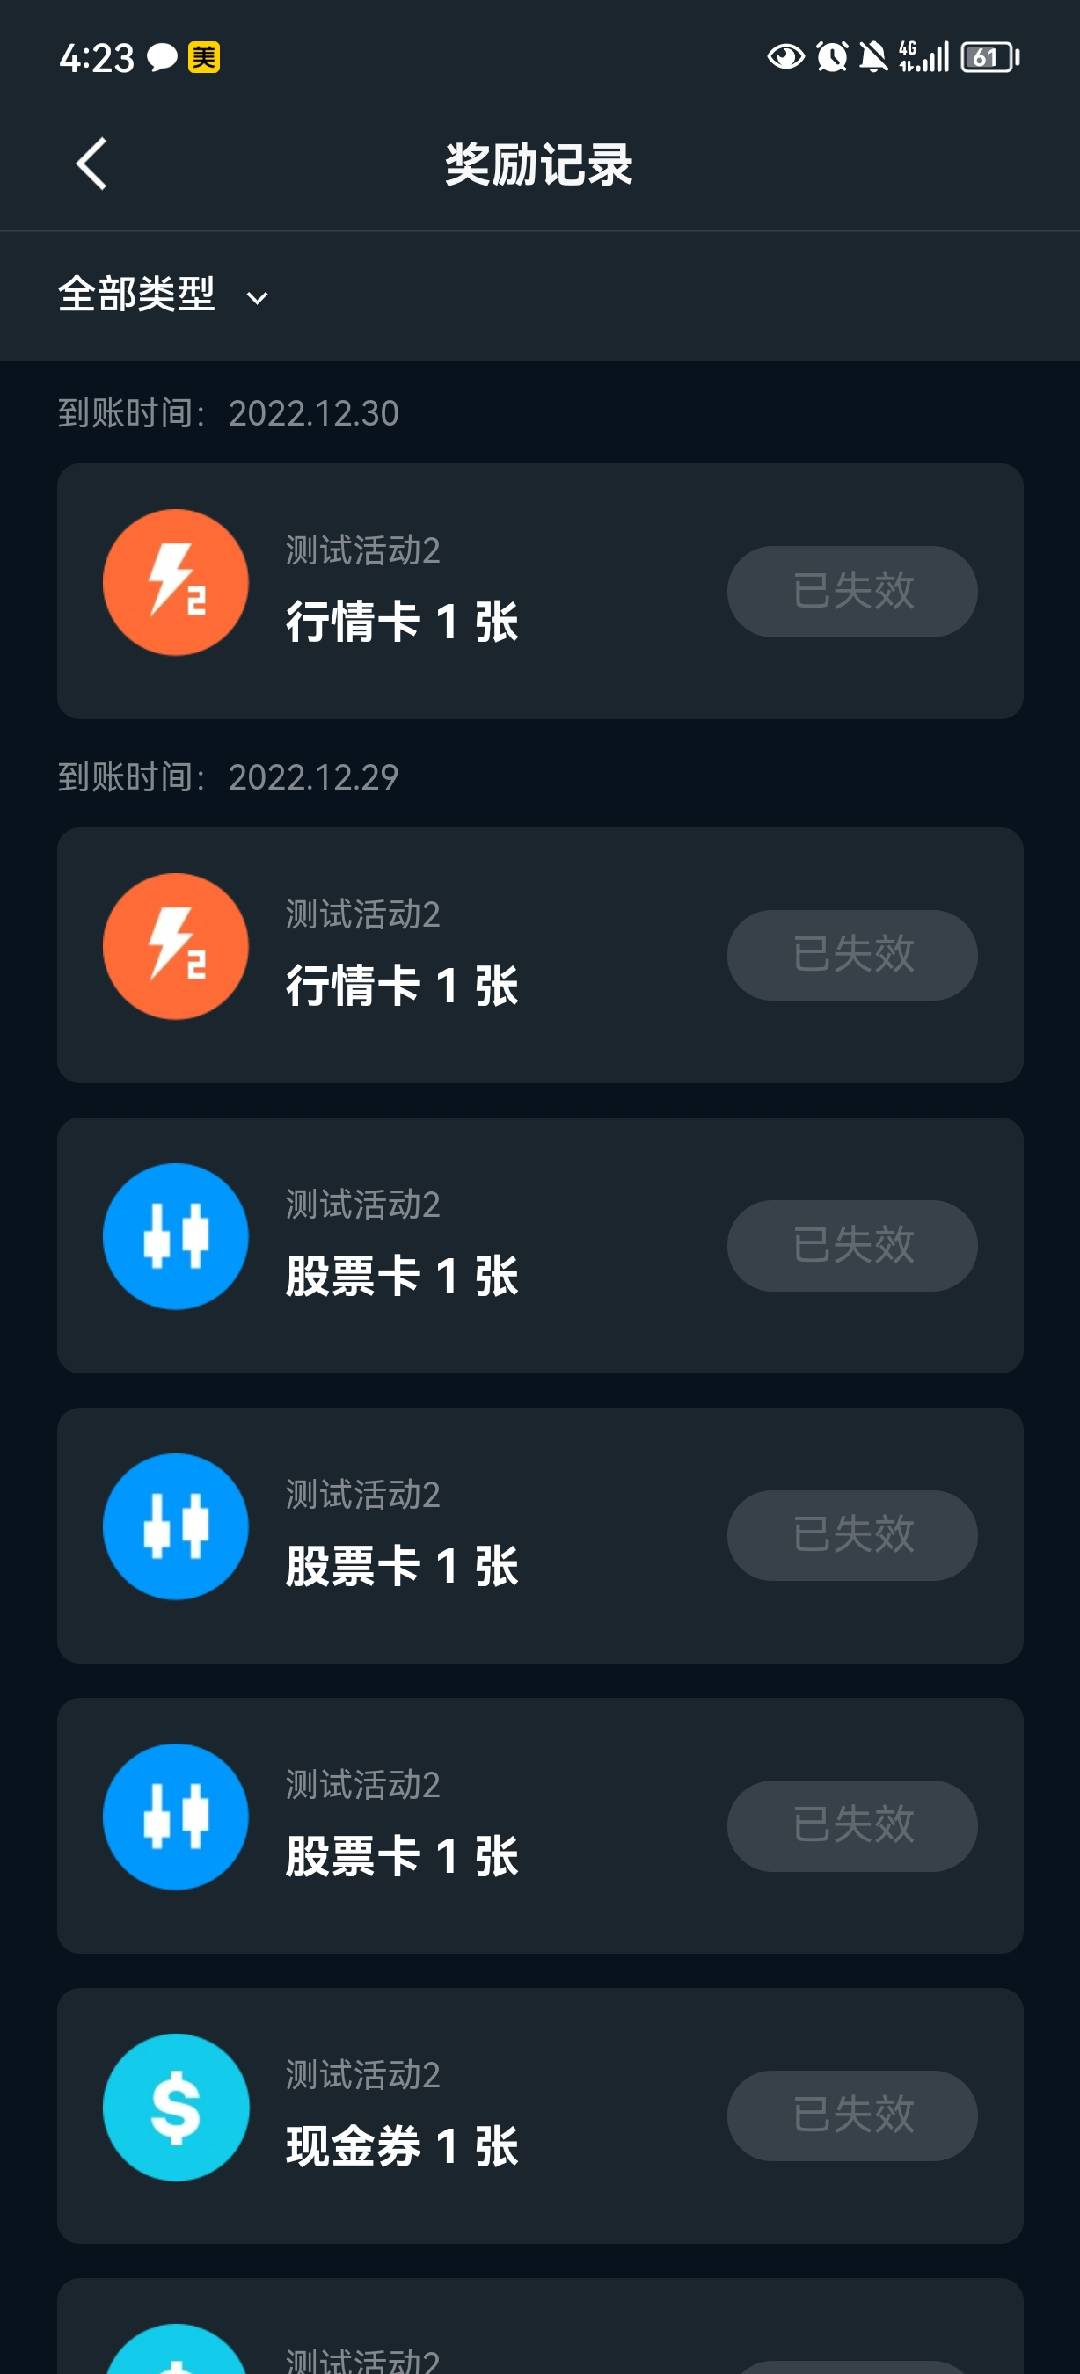 4:23 美 4G 61
奖励记录
全部类型
到账时间：2022.12.30
测试活动2
行情卡 1 张
已失效
到账时间：2022.12.29
测试活动2
行情卡 1 张
已失效
测试活动2
股票卡 1 张
已失效
测试活动2
股票卡 1 张
已失效
测试活动2
股票卡 1 张
已失效
测试活动2
现金券 1 张
已失效
测试活动2